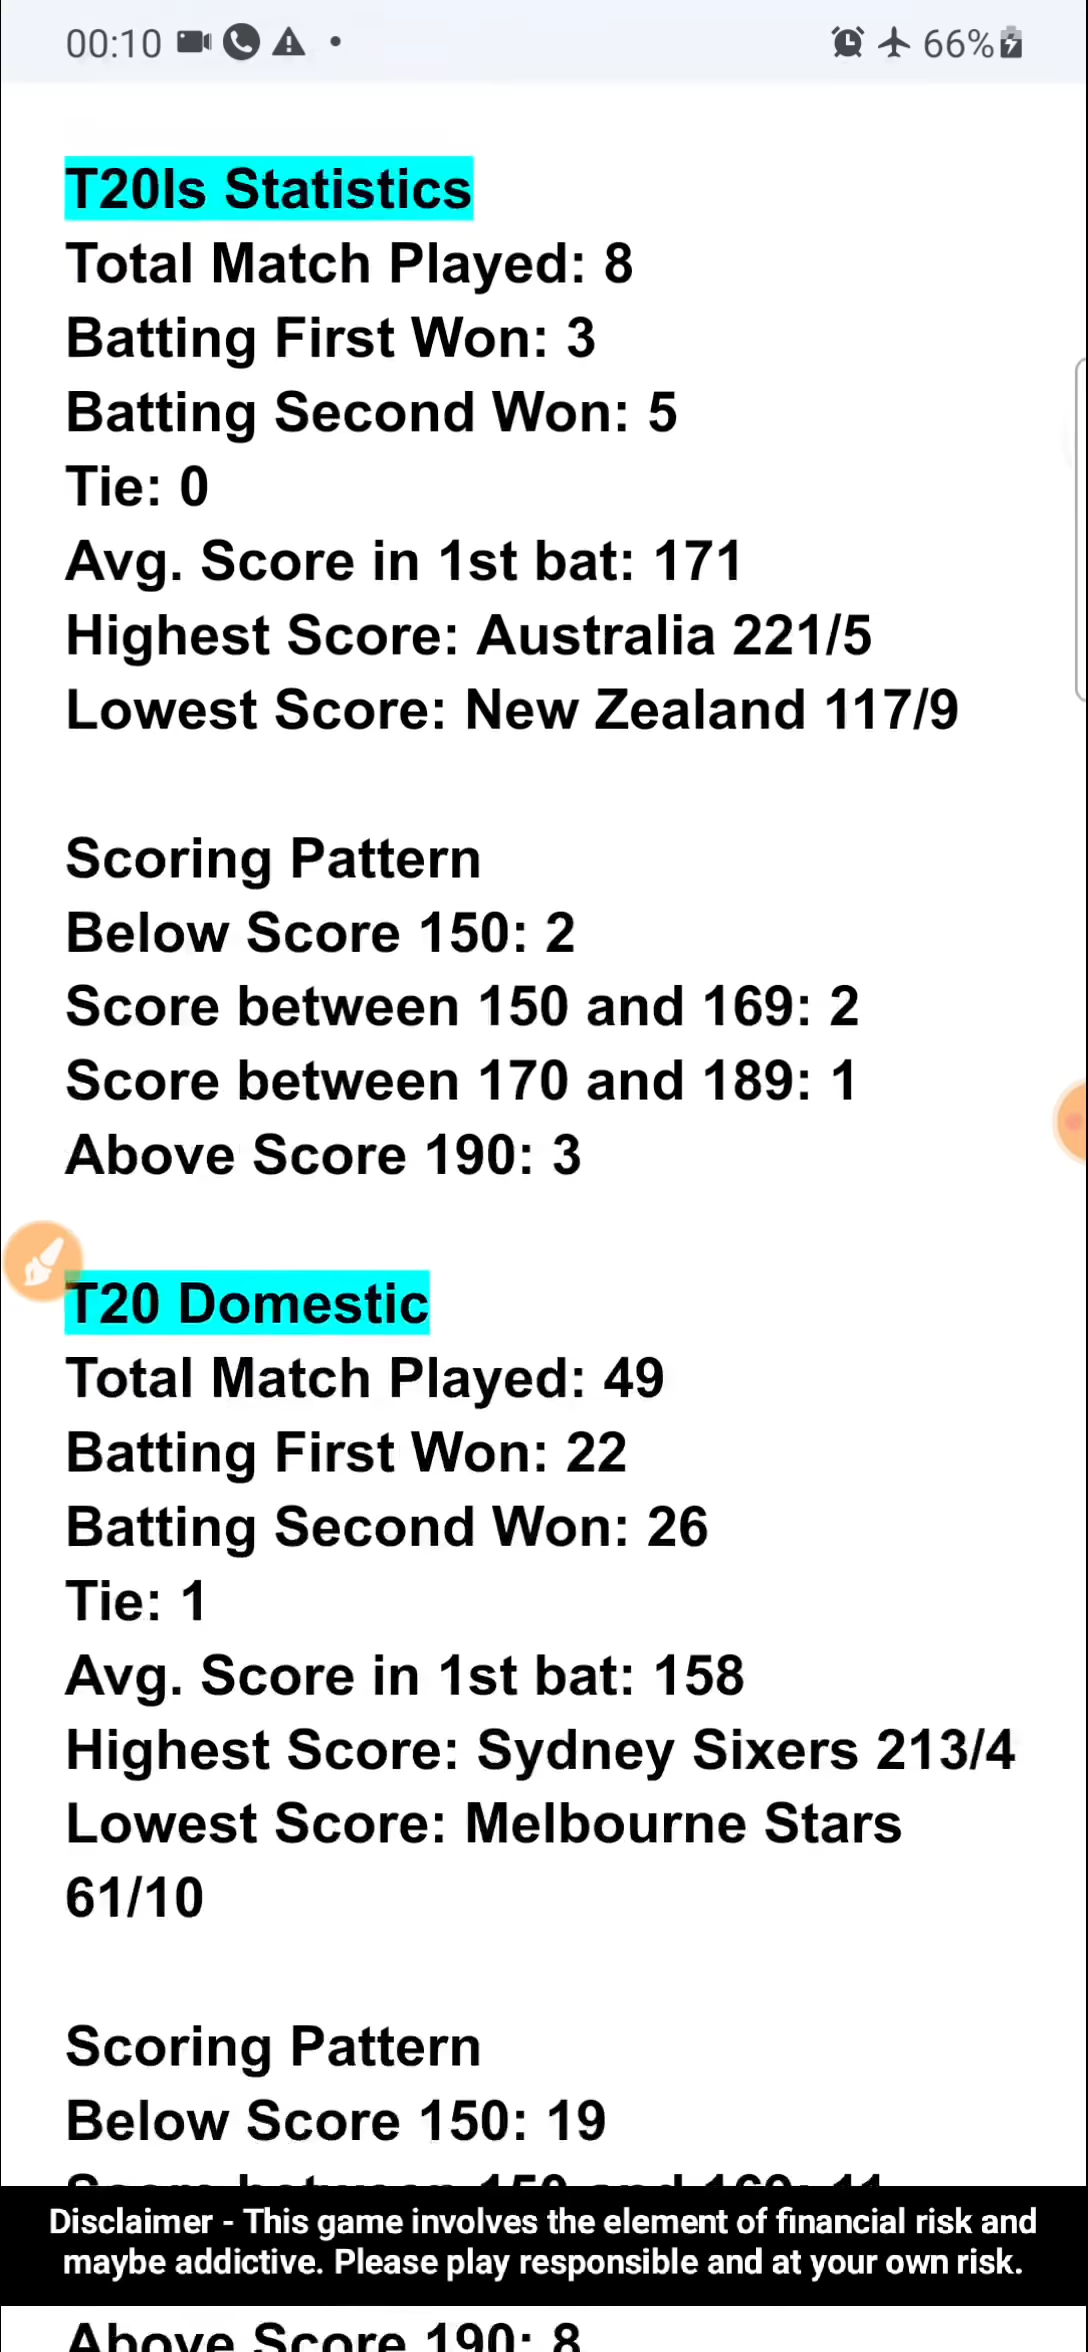 00:10
66%
T20Is Statistics
Total Match Played: 8
Batting First Won: 3
Batting Second Won: 5
Tie: 0
Avg. Score in 1st bat: 171
Highest Score: Australia 221/5
Lowest Score: New Zealand 117/9
Scoring Pattern
Below Score 150: 2
Score between 150 and 169: 2
Score between 170 and 189: 1
Above Score 190: 3
T20 Domestic
Total Match Played: 49
Batting First Won: 22
Batting Second Won: 26
Tie: 1
Avg. Score in 1st bat: 158
Highest Score: Sydney Sixers 213/4
Lowest Score: Melbourne Stars
61/10
Scoring Pattern
Below Score 150: 19
Score between 150 and 169: 11
Disclaimer - This game involves the element of financial risk and
maybe addictive. Please play responsible and at your own risk.
Above Score 190: 8